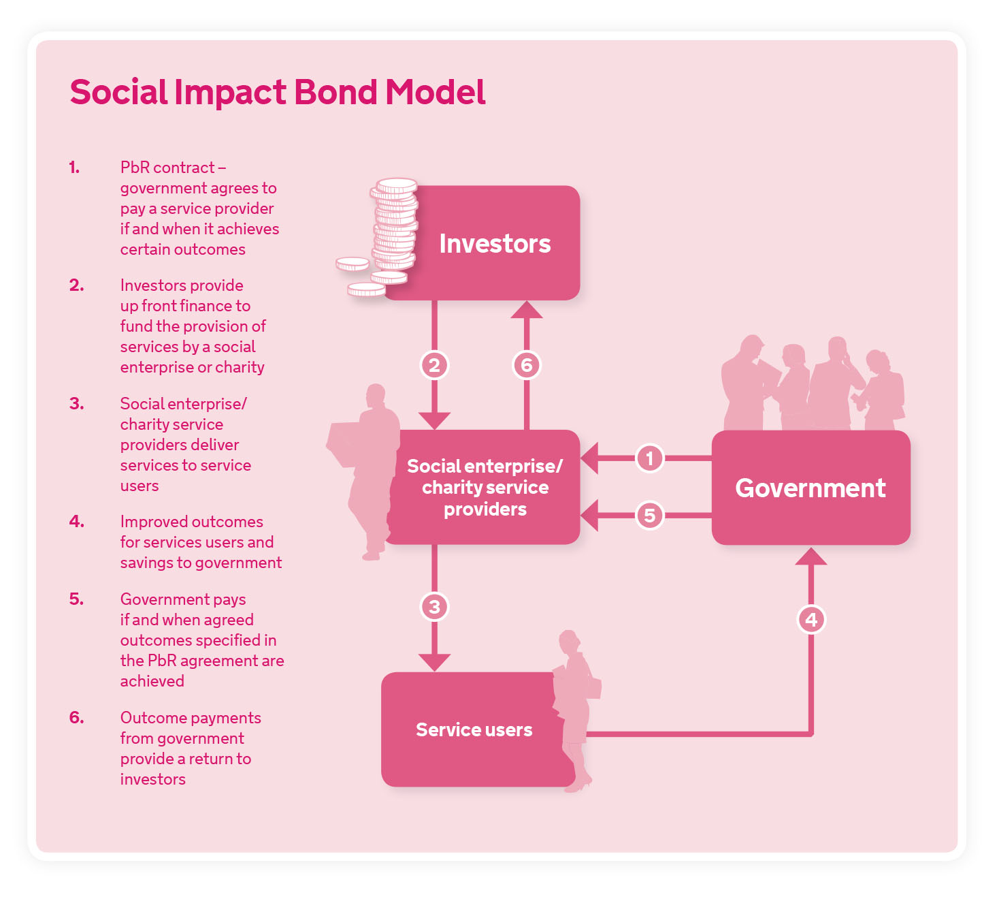 Social Impact Bond Model
1. PbR contract –
government agrees to
pay a service provider
if and when it achieves
certain outcomes
2. Investors provide
up front finance to
fund the provision of
services by a social
enterprise or charity
3. Social enterprise/
charity service
providers deliver
services to service
users
4. Improved outcomes
for services users and
savings to government
5. Government pays
if and when agreed
outcomes specified in
the PbR agreement are
achieved
6. Outcome payments
from government
provide a return to
investors
Investors
2
6
Social enterprise/
charity service
providers
1
5
Government
3
4
Service users